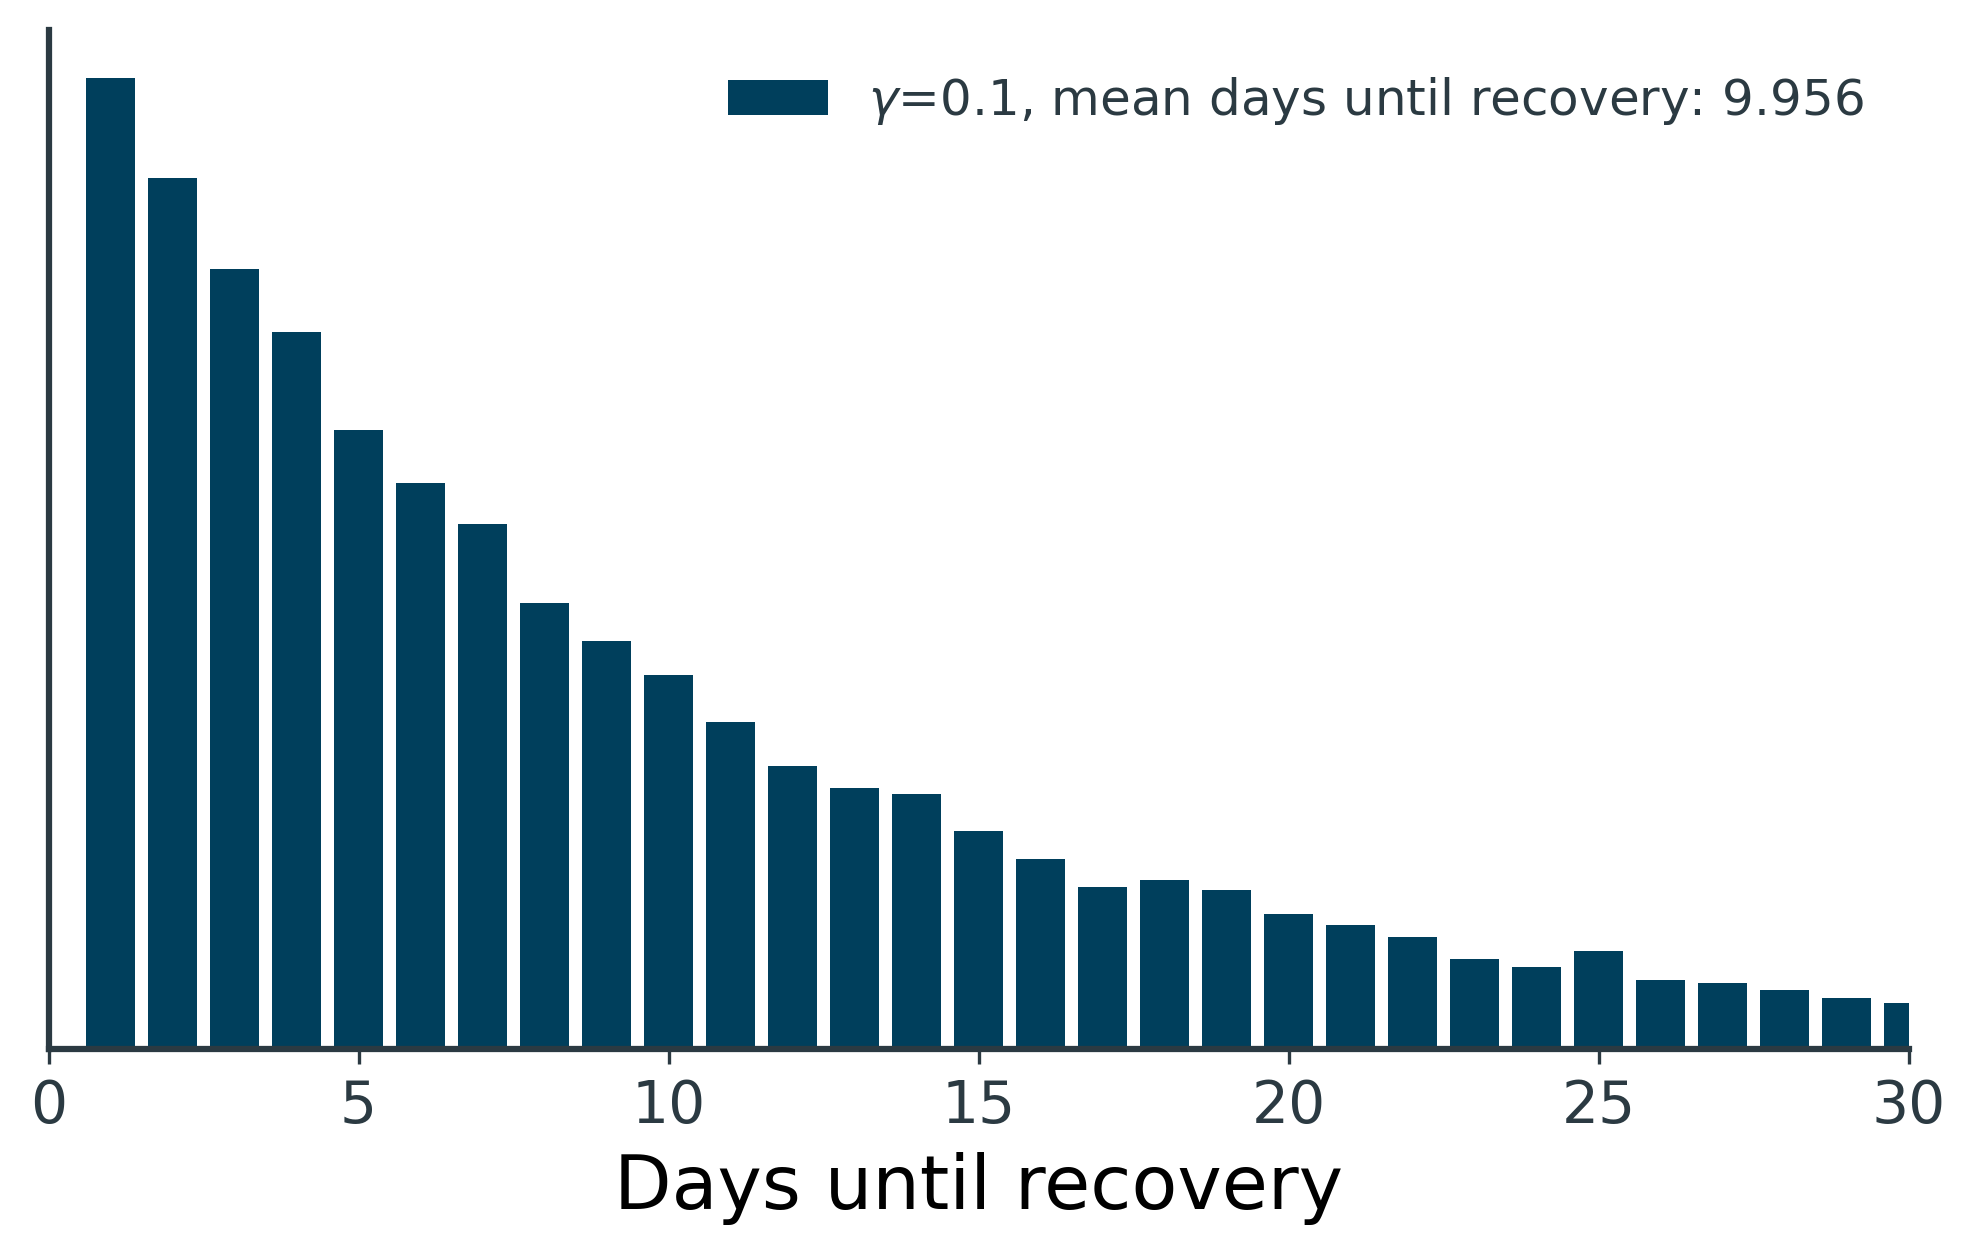 γ=0.1, mean days until recovery: 9.956
0 5 10 15 20 25 30
Days until recovery